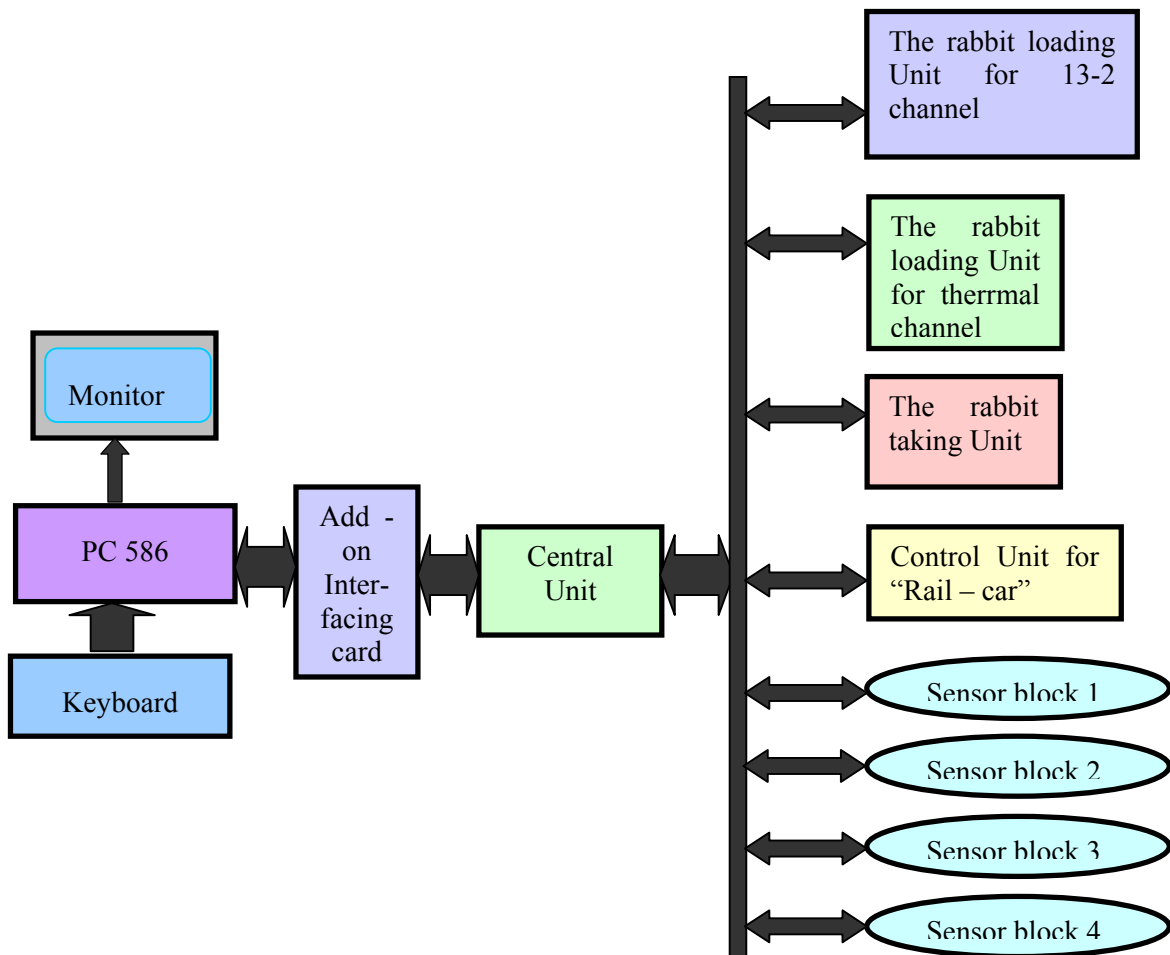 The rabbit loading
Unit for 13-2
channel
The rabbit
loading Unit
for therrmal
channel
Monitor
The rabbit
taking Unit
PC 586
Add -
on
Inter-
facing
card
Central
Unit
Control Unit for
“Rail – car”
Keyboard
Sensor block 1
Sensor block 2
Sensor block 3
Sensor block 4